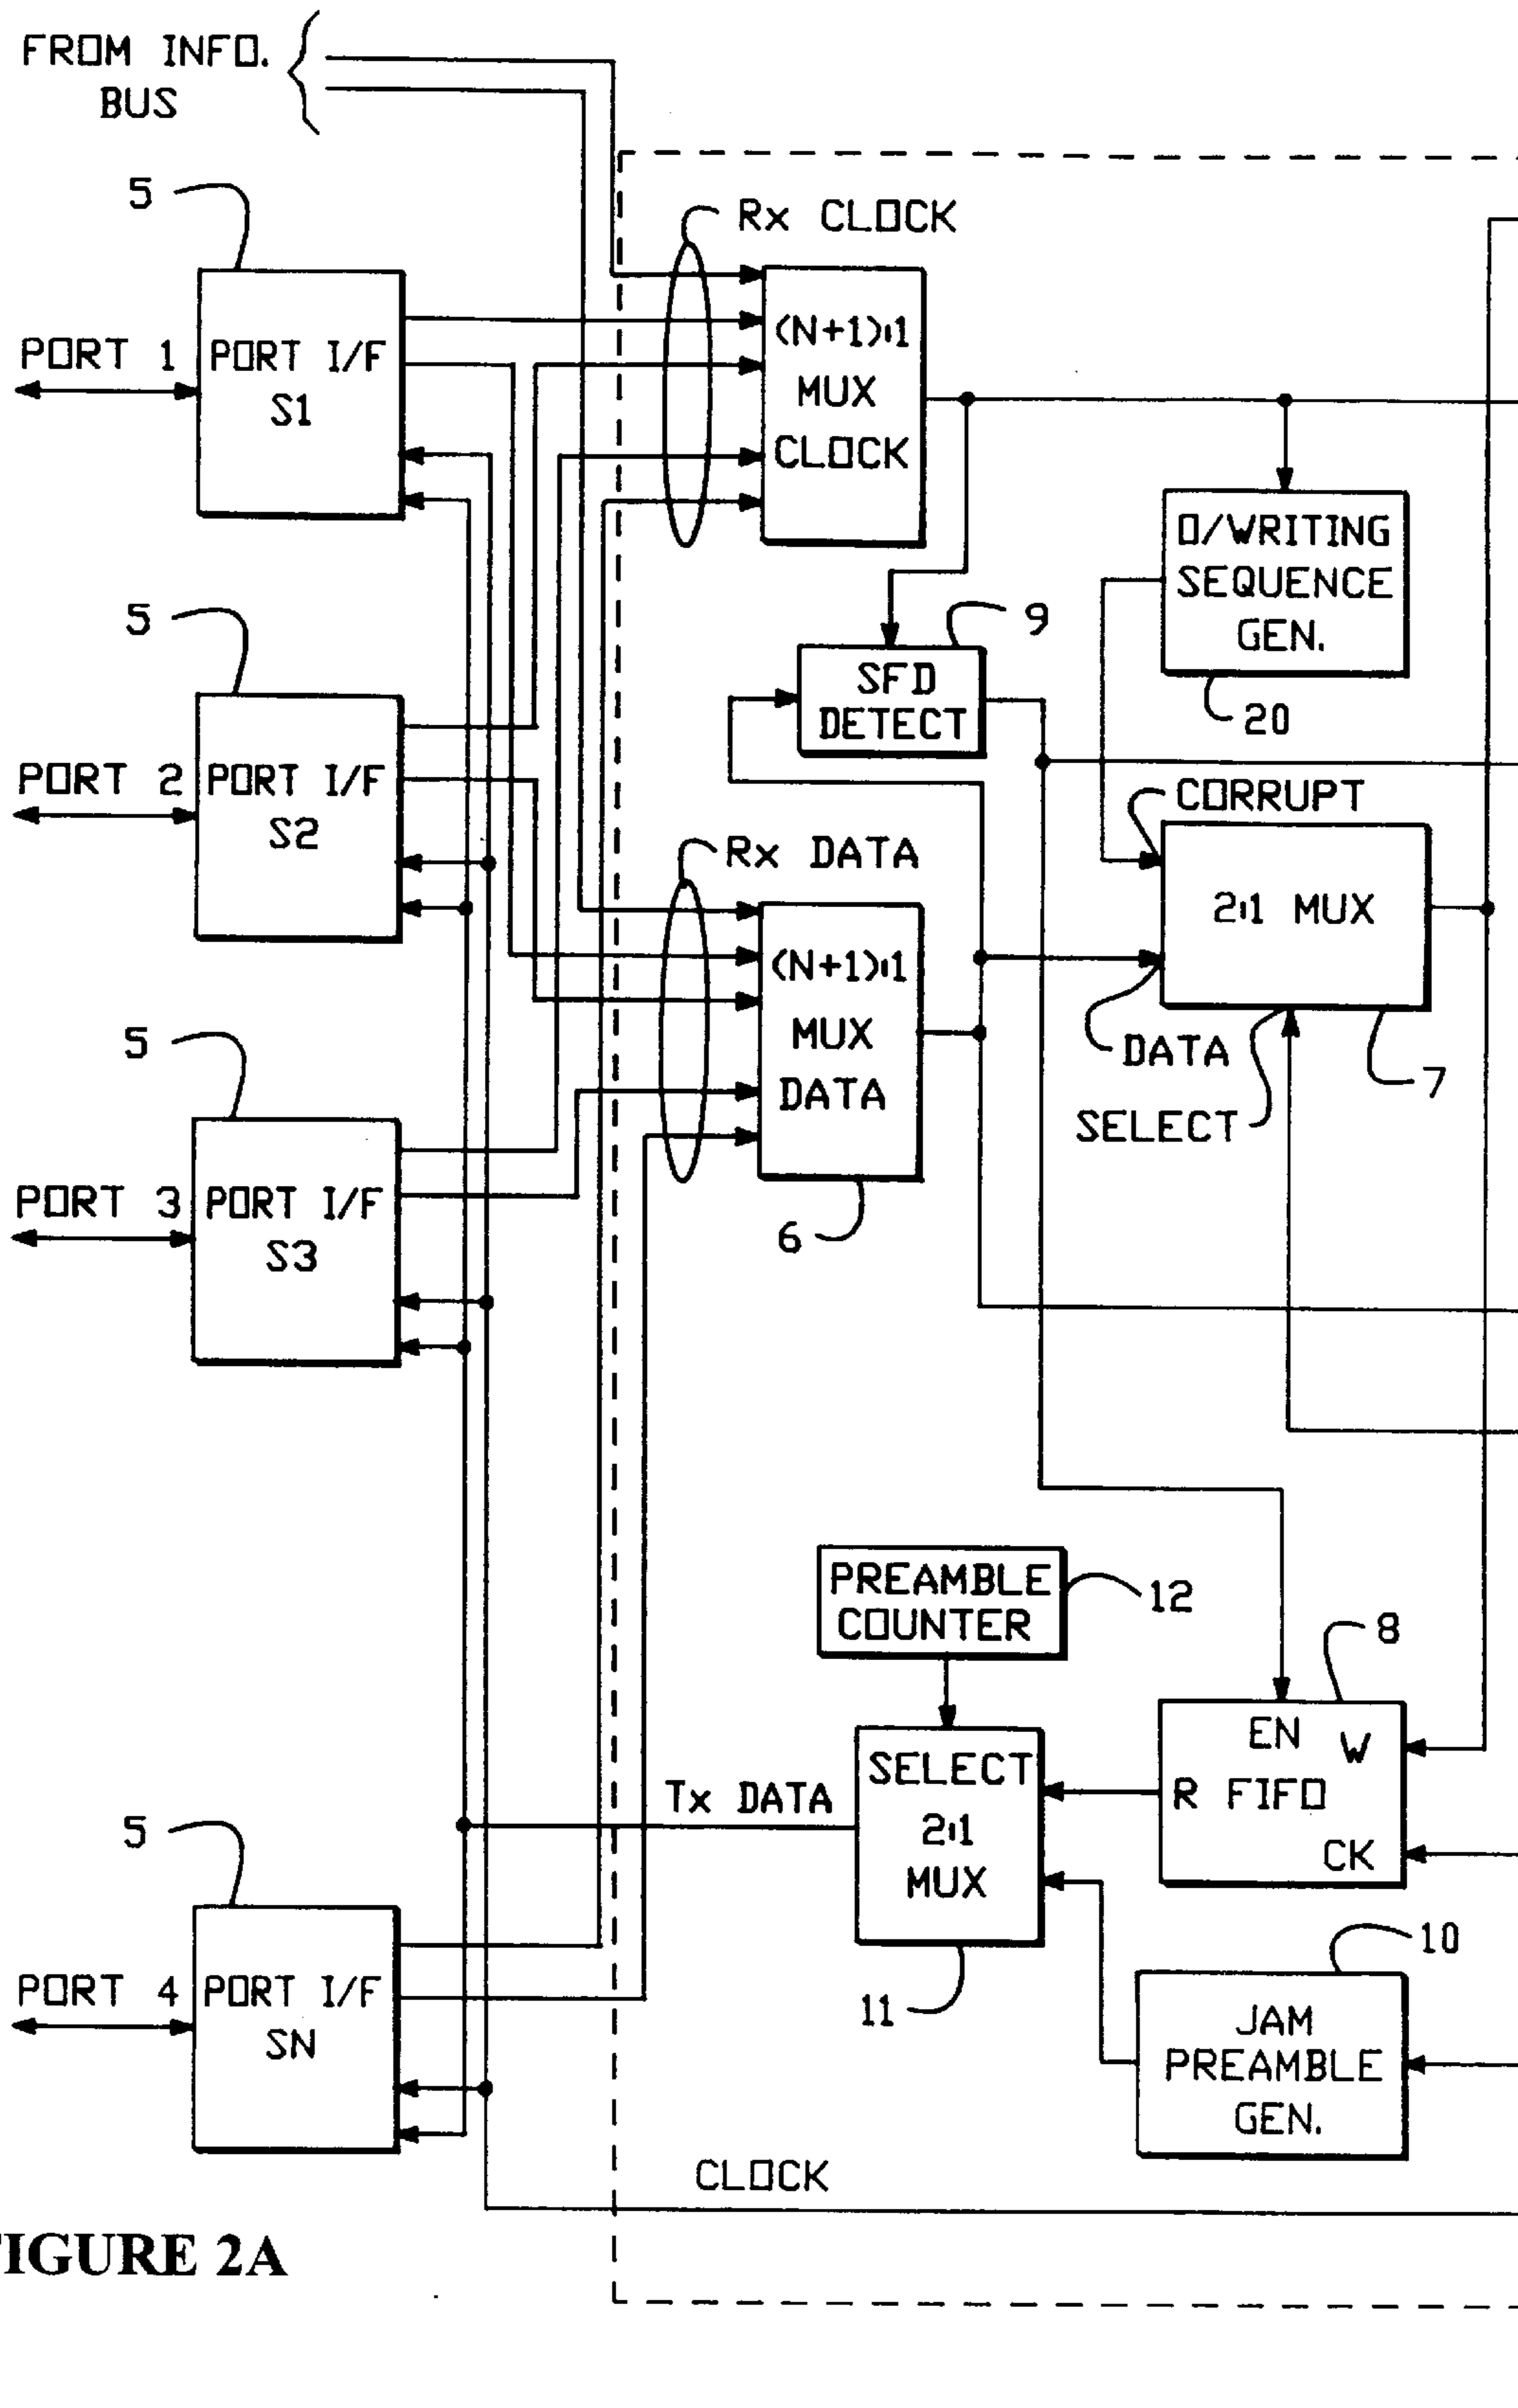 FROM INFO.
BUS
5
Rx CLOCK
PORT 1
PORT I/F
S1
(N+1):1
MUX
CLOCK
O/WRITING
SEQUENCE
GEN.
20
5
9
SFD
DETECT
PORT 2
PORT I/F
S2
CORRUPT
Rx DATA
2:1 MUX
(N+1):1
MUX
DATA
DATA
SELECT
7
5
6
PORT 3
PORT I/F
S3
PREAMBLE
COUNTER
12
8
EN
W
R FIFO
CK
SELECT
2:1
MUX
Tx DATA
5
11
10
PORT 4
PORT I/F
SN
JAM
PREAMBLE
GEN.
CLOCK
IGURE 2A